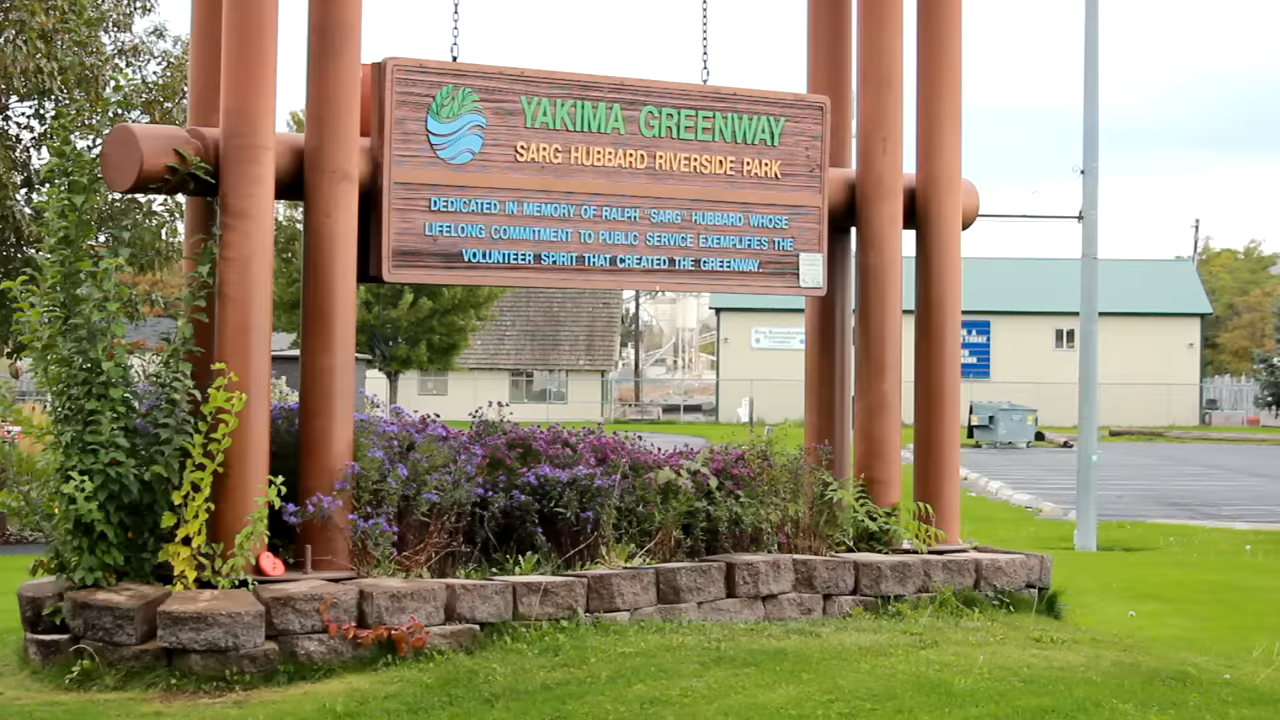 YAKIMA GREENWAY
SARG HUBBARD RIVERSIDE PARK
DEDICATED IN MEMORY OF RALPH "SARG" HUBBARD WHOSE
LIFELONG COMMITMENT TO PUBLIC SERVICE EXEMPLIFIES THE
VOLUNTEER SPIRIT THAT CREATED THE GREENWAY.